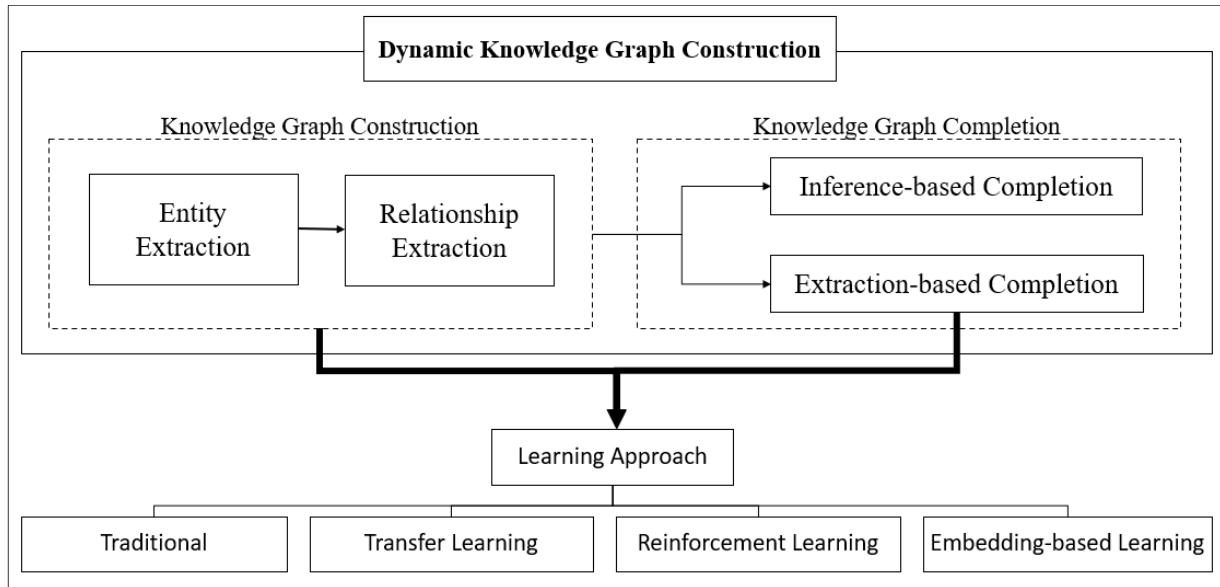 Dynamic Knowledge Graph Construction
Knowledge Graph Construction
Knowledge Graph Completion
Entity
Extraction
Relationship
Extraction
Inference-based Completion
Extraction-based Completion
Learning Approach
Traditional
Transfer Learning
Reinforcement Learning
Embedding-based Learning